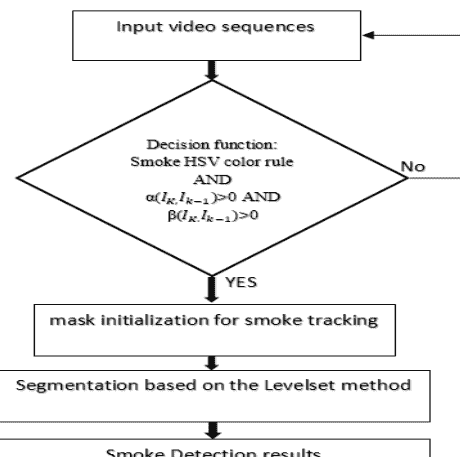 Input video sequences
Decision function:
Smoke HSV color rule
AND
α(I_K,I_{k−1})>0 AND
β(I_K,I_{k−1})>0
No
YES
mask initialization for smoke tracking
Segmentation based on the Levelset method
Smoke Detection results